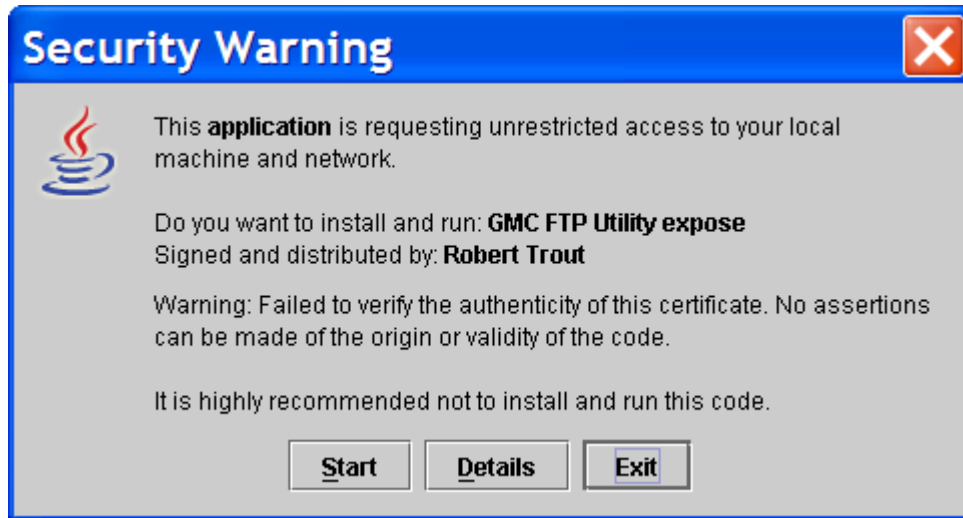 Security Warning
This application is requesting unrestricted access to your local
machine and network.
Do you want to install and run: GMC FTP Utility expose
Signed and distributed by: Robert Trout
Warning: Failed to verify the authenticity of this certificate. No assertions
can be made of the origin or validity of the code.
It is highly recommended not to install and run this code.
Start Details Exit